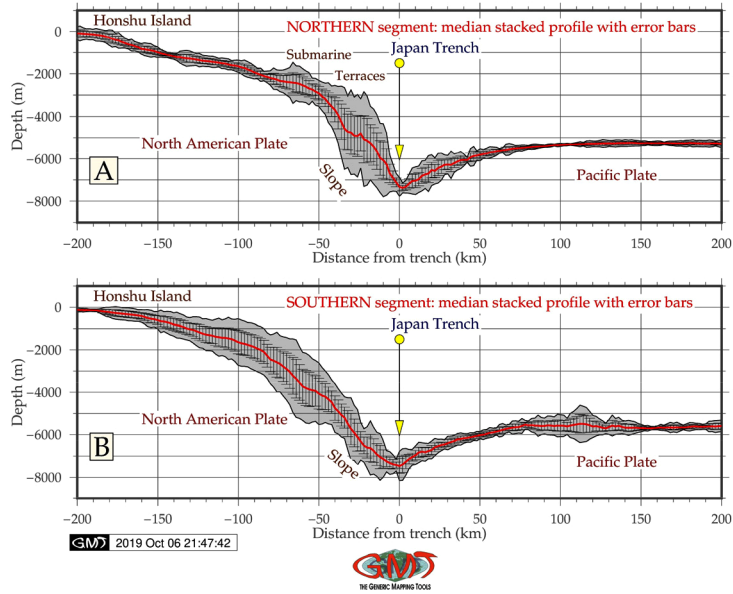 Honshu Island
NORTHERN segment: median stacked profile with error bars
Japan Trench
Submarine
Terraces
North American Plate
Slope
Pacific Plate
A
Depth (m)
0
−2000
−4000
−6000
−8000
−200 −150 −100 −50 0 50 100 150 200
Distance from trench (km)
Honshu Island
SOUTHERN segment: median stacked profile with error bars
Japan Trench
North American Plate
Slope
Pacific Plate
B
Depth (m)
0
−2000
−4000
−6000
−8000
−200 −150 −100 −50 0 50 100 150 200
Distance from trench (km)
GMT 2019 Oct 06 21:47:42
GMT
THE GENERIC MAPPING TOOLS